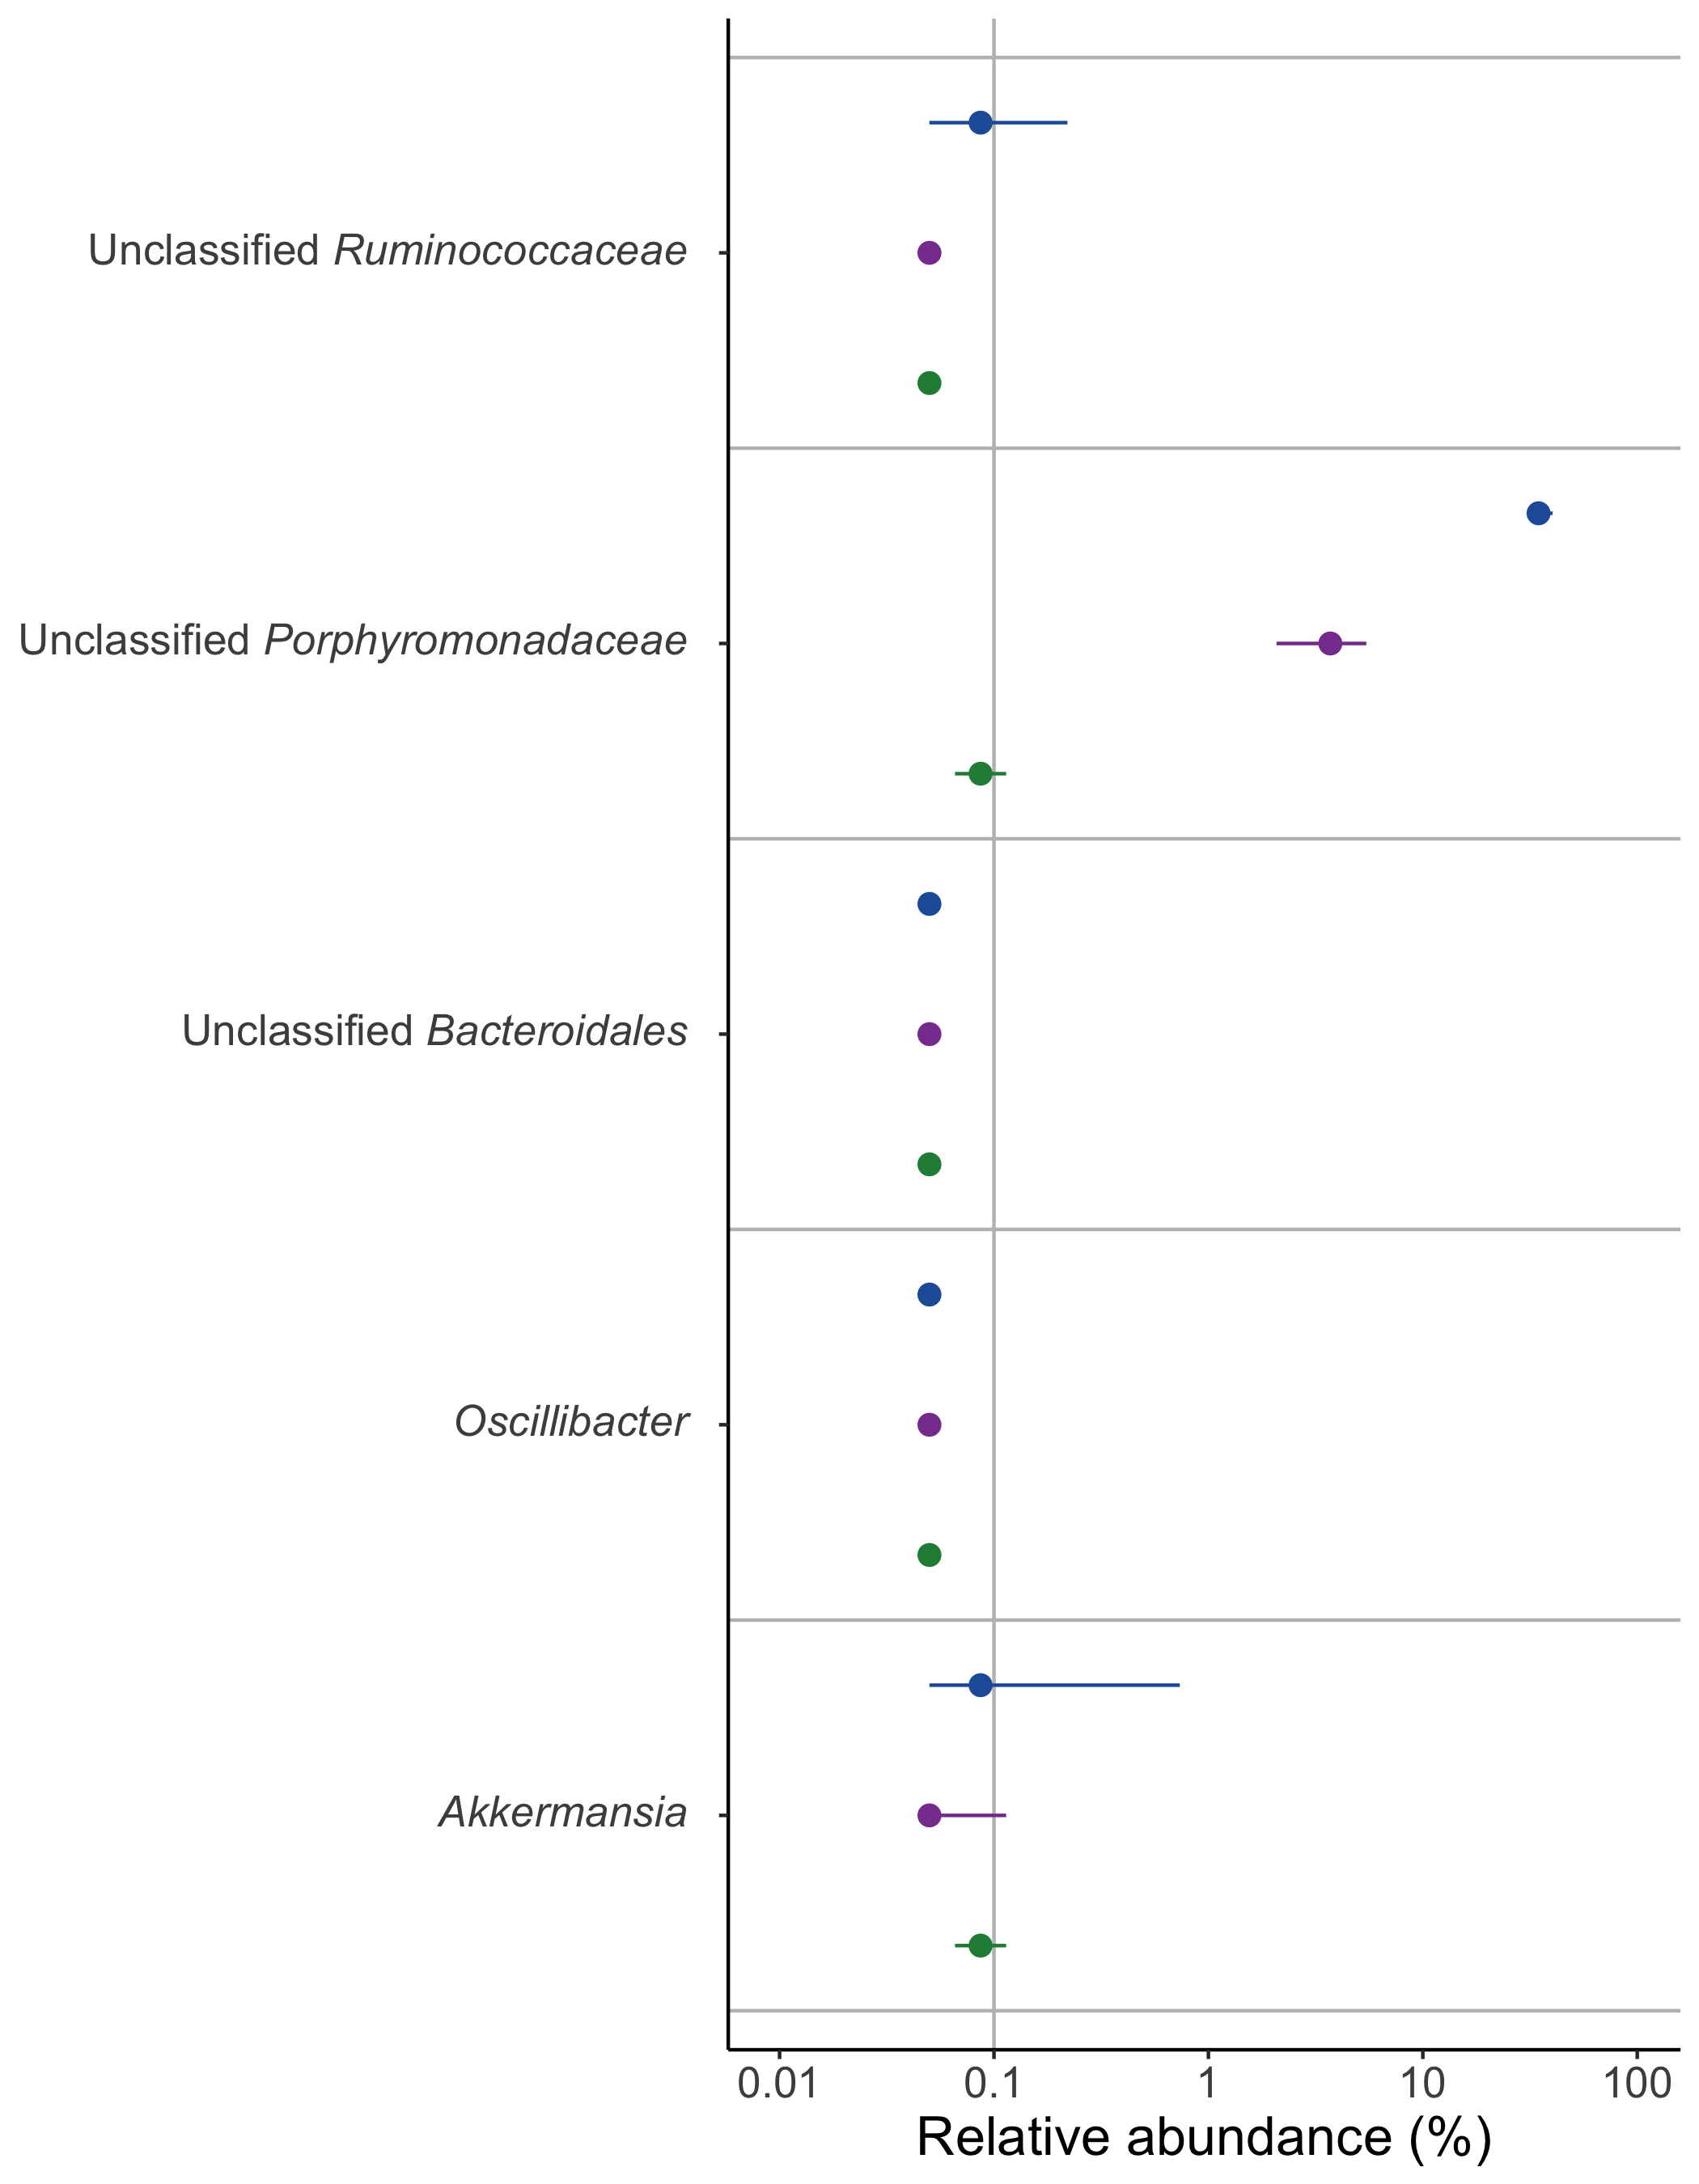 Unclassified Ruminococcaceae
Unclassified Porphyromonadaceae
Unclassified Bacteroidales
Oscillibacter
Akkermansia
0.01 0.1 1 10 100
Relative abundance (%)